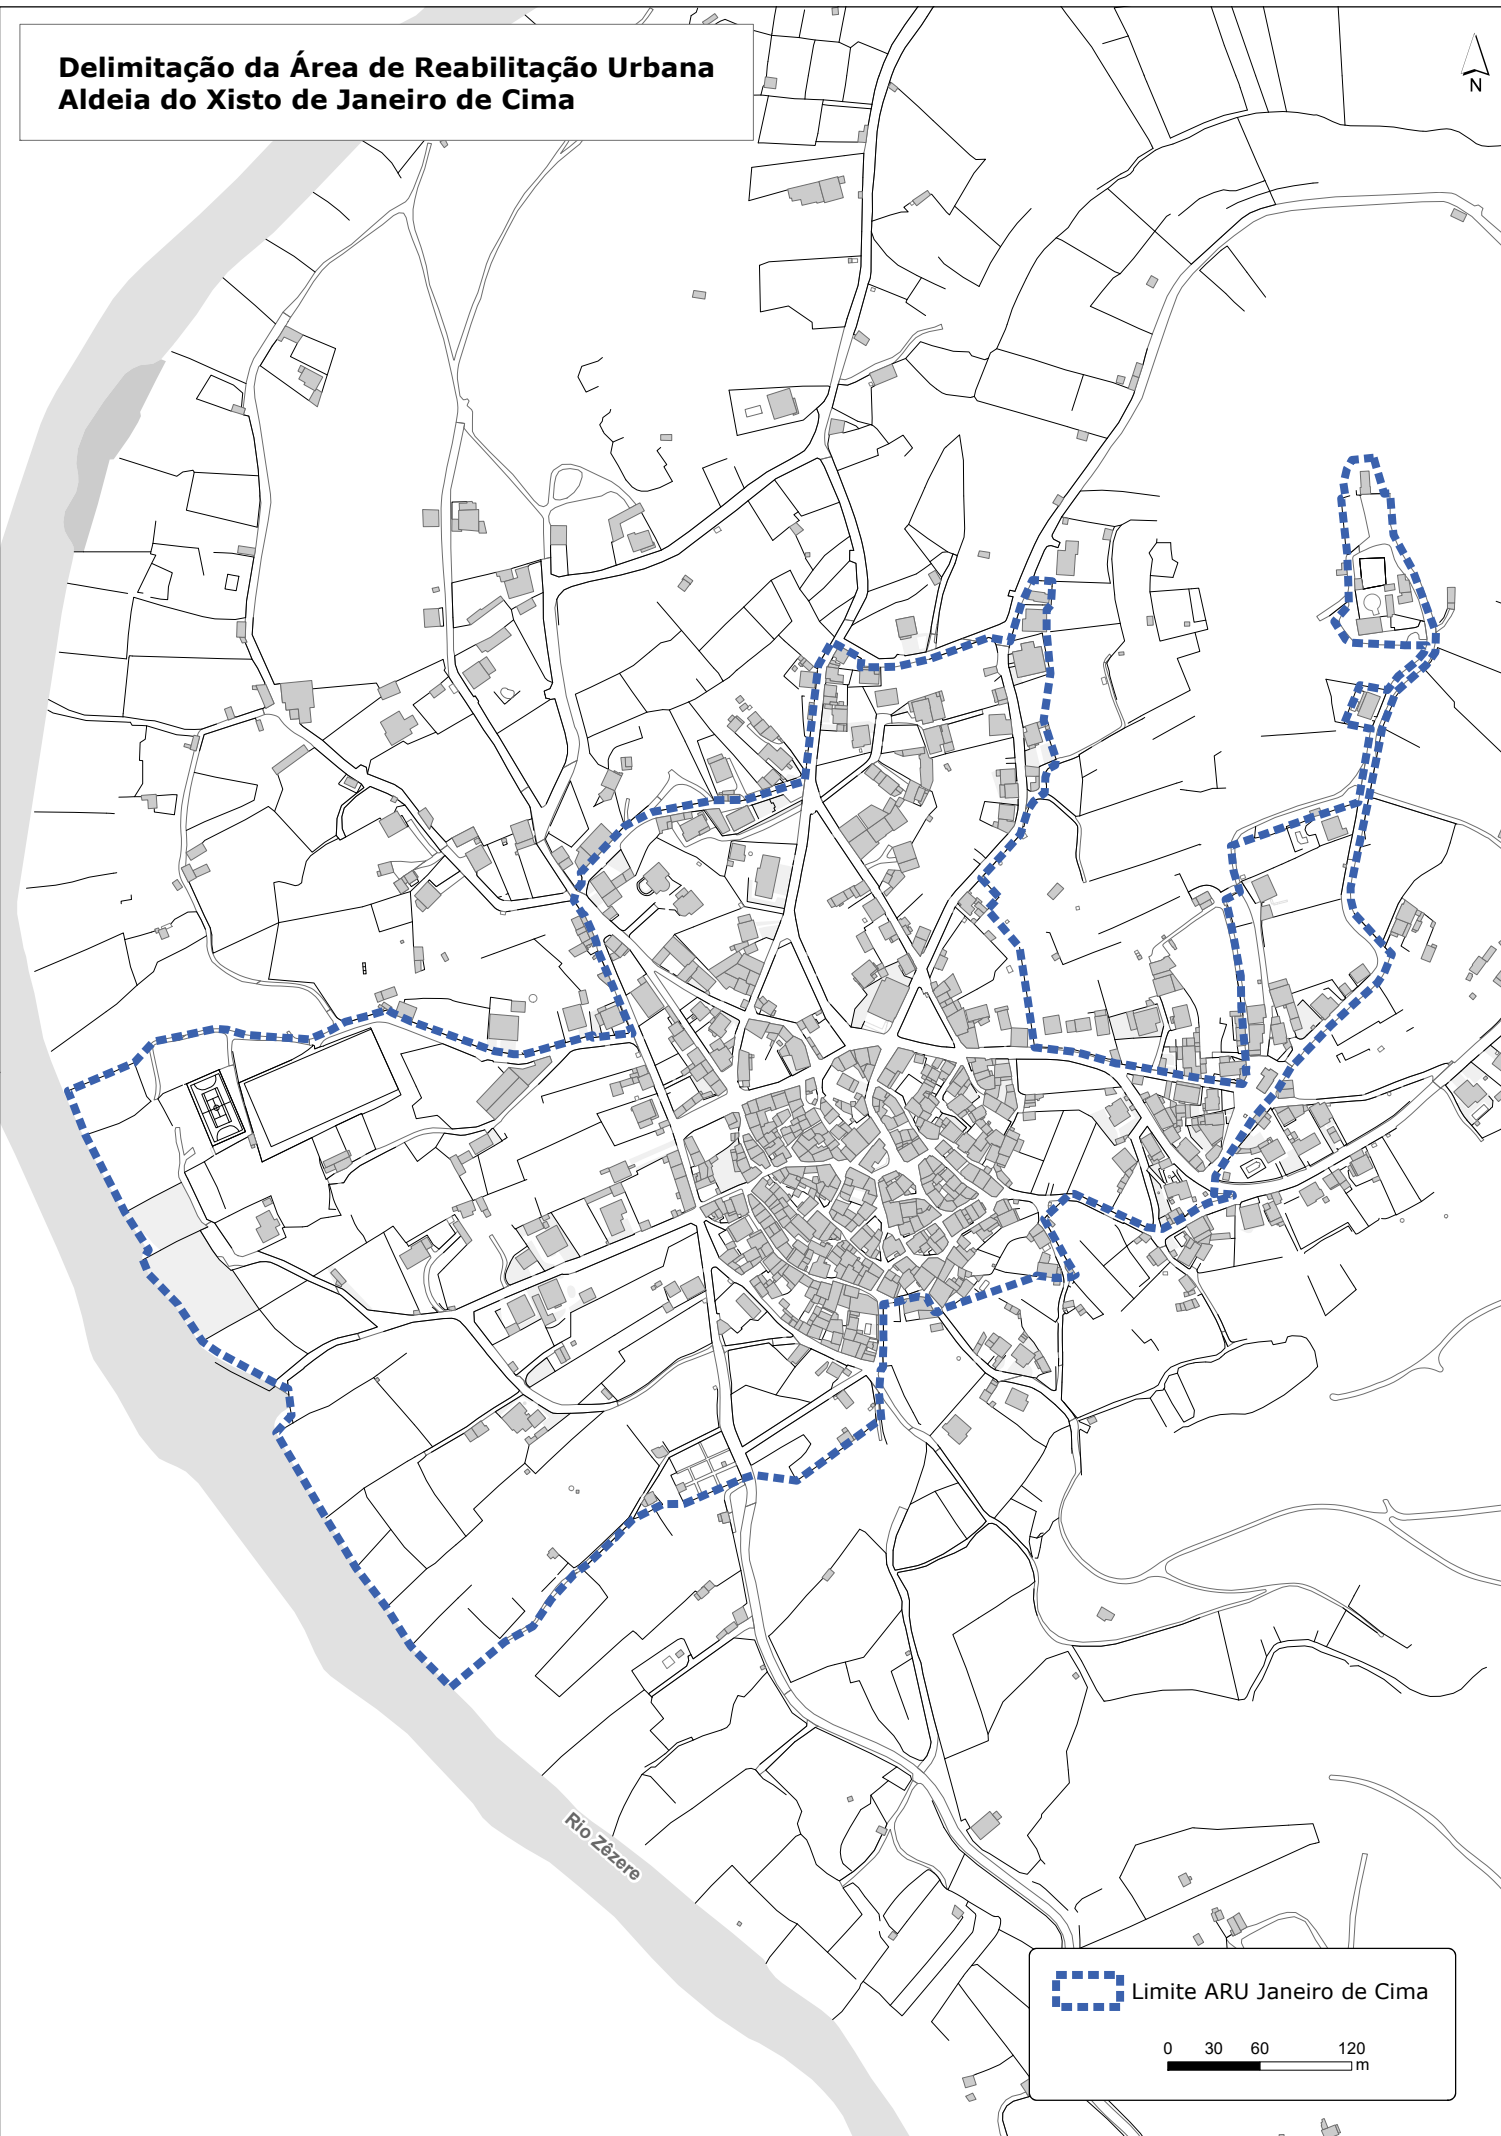 Delimitação da Área de Reabilitação Urbana
Aldeia do Xisto de Janeiro de Cima
N
Rio Zêzere
Limite ARU Janeiro de Cima
0 30 60 120
m